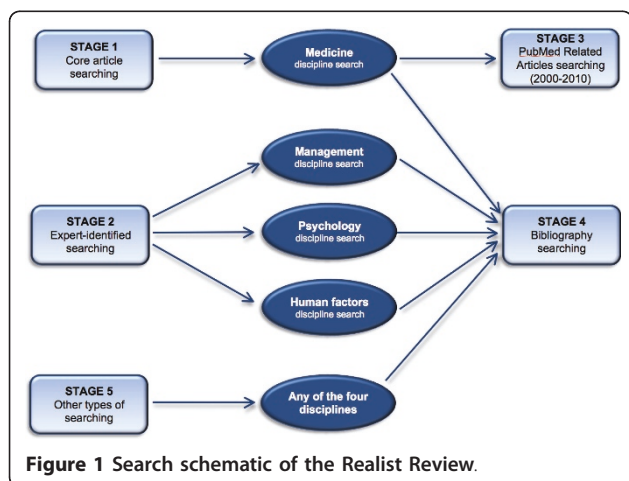 STAGE 1
Core article
searching
Medicine
discipline search
STAGE 3
PubMed Related
Articles searching
(2000-2010)
Management
discipline search
STAGE 2
Expert-identified
searching
Psychology
discipline search
STAGE 4
Bibliography
searching
Human factors
discipline search
STAGE 5
Other types of
searching
Any of the four
disciplines
Figure 1 Search schematic of the Realist Review.